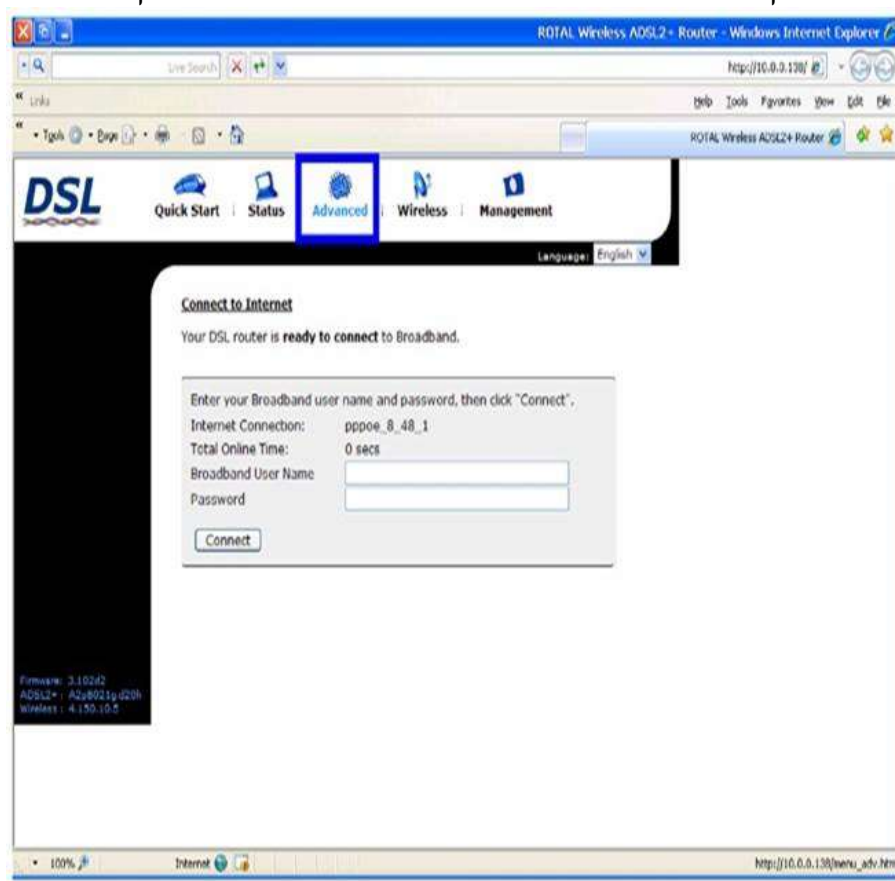 ROTAL Wireless ADSL2+ Router - Windows Internet Explorer
Live Search
http://10.0.0.138/
Links
Help Tools Favorites View Edit File
Tools Page
ROTAL Wireless ADSL2+ Router
DSL
Quick Start Status Advanced Wireless Management
Language: English
Connect to Internet
Your DSL router is ready to connect to Broadband.
Enter your Broadband user name and password, then click "Connect".
Internet Connection: pppoe_8_48_1
Total Online Time: 0 secs
Broadband User Name
Password
Connect
Firmware: 3.102d2
ADSL2+ :
Wireless : 4.150.10.5
100% Internet http://10.0.0.138/menu_adv.htm